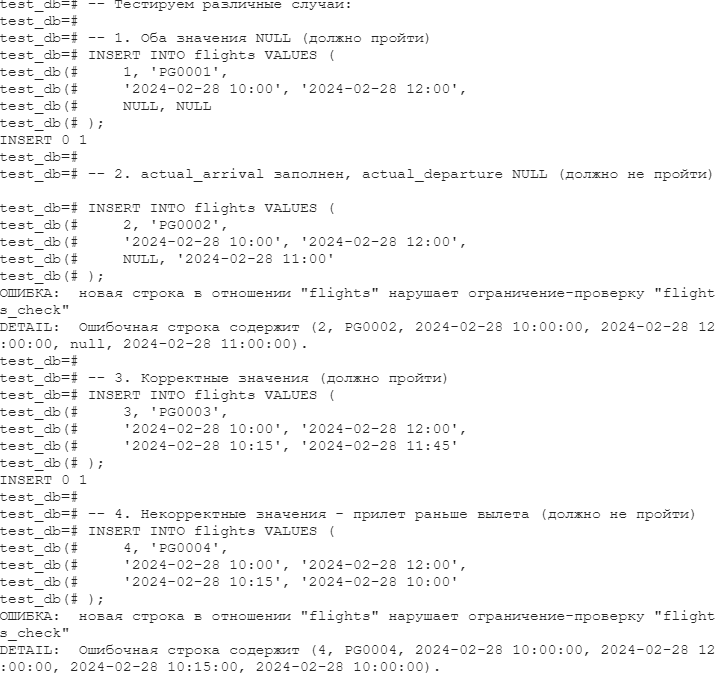 test_db=# -- Тестируем различные случаи:
test_db=#
test_db=# -- 1. Оба значения NULL (должно пройти)
test_db=# INSERT INTO flights VALUES (
test_db(#     1, 'PG0001',
test_db(#     '2024-02-28 10:00', '2024-02-28 12:00',
test_db(#     NULL, NULL
test_db(# );
INSERT 0 1
test_db=#
test_db=# -- 2. actual_arrival заполнен, actual_departure NULL (должно не пройти)
test_db=# INSERT INTO flights VALUES (
test_db(#     2, 'PG0002',
test_db(#     '2024-02-28 10:00', '2024-02-28 12:00',
test_db(#     NULL, '2024-02-28 11:00'
test_db(# );
ОШИБКА:  новая строка в отношении "flights" нарушает ограничение-проверку "flight
s_check"
DETAIL:  Ошибочная строка содержит (2, PG0002, 2024-02-28 10:00:00, 2024-02-28 12
:00:00, null, 2024-02-28 11:00:00).
test_db=#
test_db=# -- 3. Корректные значения (должно пройти)
test_db=# INSERT INTO flights VALUES (
test_db(#     3, 'PG0003',
test_db(#     '2024-02-28 10:00', '2024-02-28 12:00',
test_db(#     '2024-02-28 10:15', '2024-02-28 11:45'
test_db(# );
INSERT 0 1
test_db=#
test_db=# -- 4. Некорректные значения - прилет раньше вылета (должно не пройти)
test_db=# INSERT INTO flights VALUES (
test_db(#     4, 'PG0004',
test_db(#     '2024-02-28 10:00', '2024-02-28 12:00',
test_db(#     '2024-02-28 10:15', '2024-02-28 10:00'
test_db(# );
ОШИБКА:  новая строка в отношении "flights" нарушает ограничение-проверку "flight
s_check"
DETAIL:  Ошибочная строка содержит (4, PG0004, 2024-02-28 10:00:00, 2024-02-28 12
:00:00, 2024-02-28 10:15:00, 2024-02-28 10:00:00).